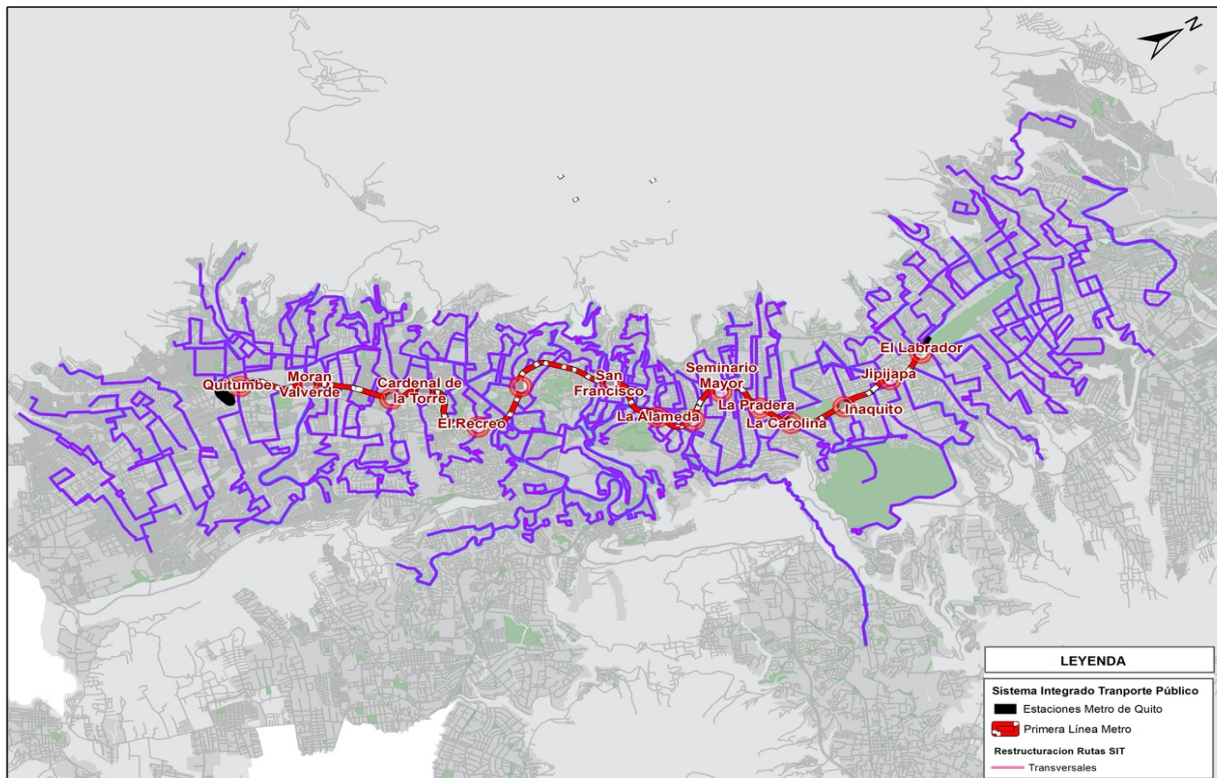 N
El Labrador
Jipijapa
Inaquito
Seminario
Mayor
La Pradera
La Carolina
La Alameda
San
Francisco
El Recreo
Cardenal de
la Torre
Moran
Valverde
Quitumbe
LEYENDA
Sistema Integrado Tranporte Público
Estaciones Metro de Quito
Primera Línea Metro
Restructuracion Rutas SIT
Transversales